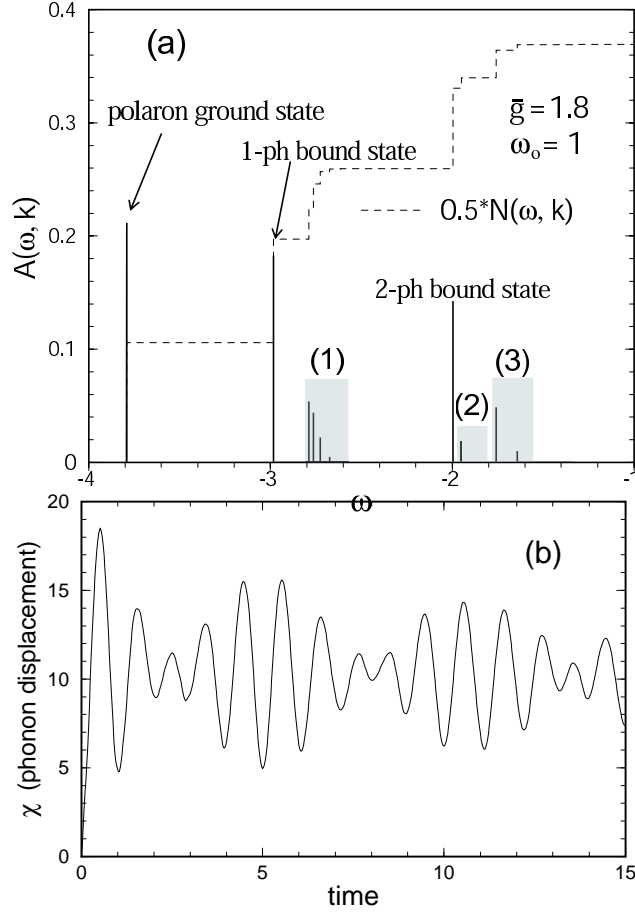 (a)
0.4
polaron ground state
1-ph bound state
ḡ = 1.8
ωo = 1
0.3
0.5*N(ω, k)
A(ω, k)
0.2
2-ph bound state
(1)
(2)
(3)
0.1
0
-4
-3
-2
-1
ω
(b)
20
15
10
5
0
χ (phonon displacement)
0
5
10
15
time